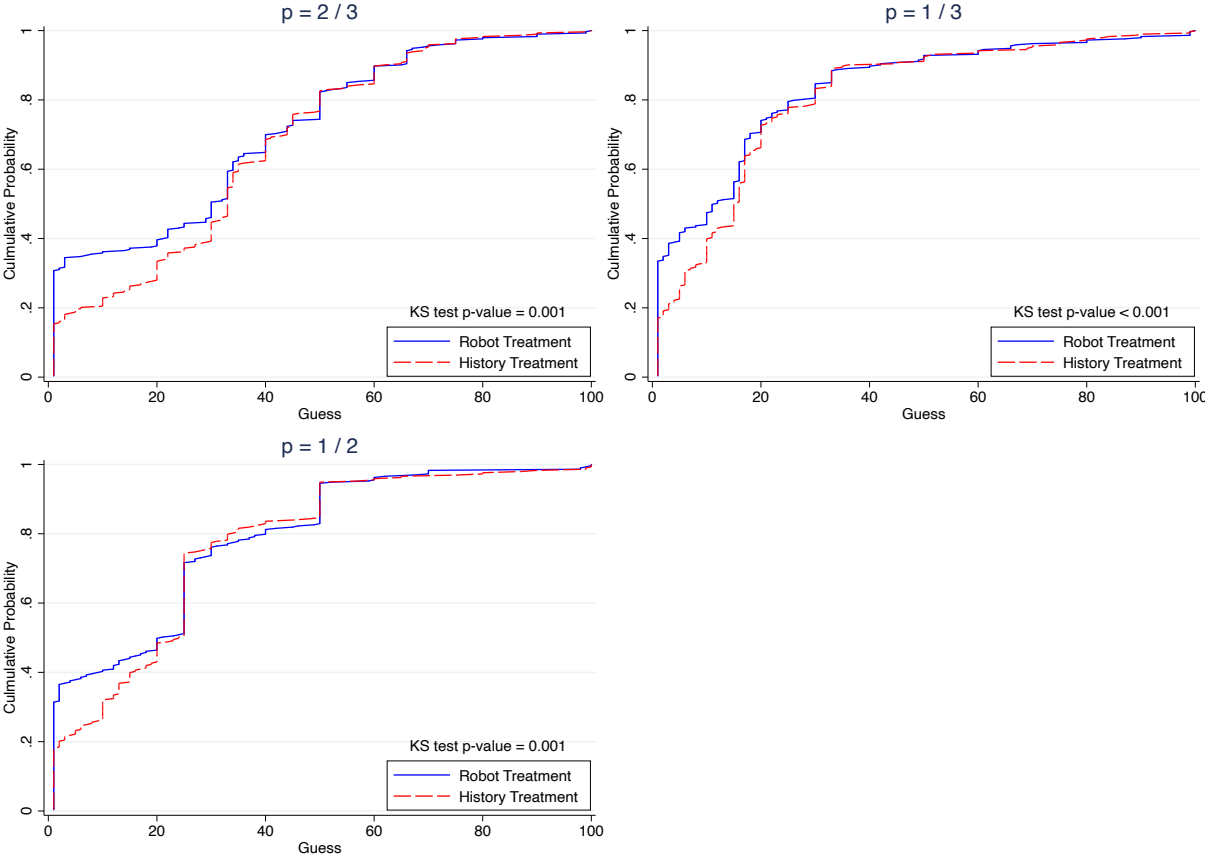 p = 2 / 3
Culmulative Probability
1
.8
.6
.4
.2
0
KS test p-value = 0.001
Robot Treatment
History Treatment
0 20 40 60 80 100
Guess
p = 1 / 3
Culmulative Probability
1
.8
.6
.4
.2
0
KS test p-value < 0.001
Robot Treatment
History Treatment
0 20 40 60 80 100
Guess
p = 1 / 2
Culmulative Probability
1
.8
.6
.4
.2
0
KS test p-value = 0.001
Robot Treatment
History Treatment
0 20 40 60 80 100
Guess